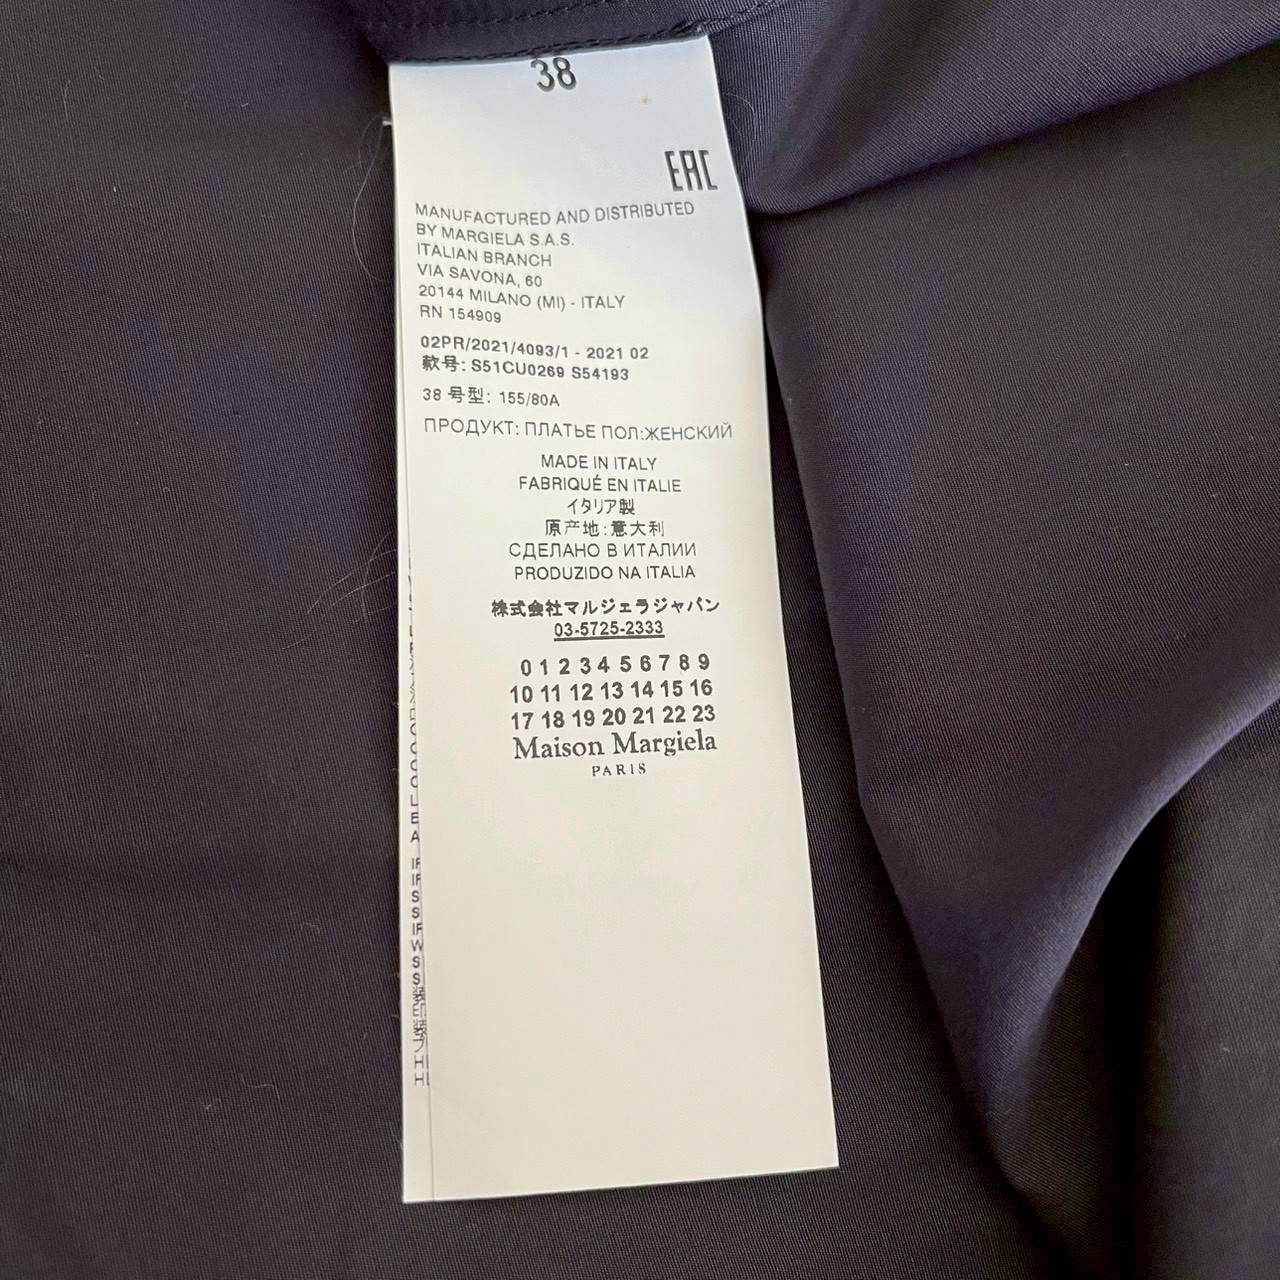 38
EAC
MANUFACTURED AND DISTRIBUTED
BY MARGIELA S.A.S.
ITALIAN BRANCH
VIA SAVONA, 60
20144 MILANO (MI) - ITALY
RN 154909
02PR/2021/4093/1 - 2021 02
款号: S51CU0269 S54193
38 号型: 155/80A
ПРОДУКТ: ПЛАТЬЕ ПОЛ:ЖЕНСКИЙ
MADE IN ITALY
FABRIQUÉ EN ITALIE
イタリア製
原产地:意大利
СДЕЛАНО В ИТАЛИИ
PRODUZIDO NA ITALIA
株式会社マルジェラジャパン
03-5725-2333
0 1 2 3 4 5 6 7 8 9
10 11 12 13 14 15 16
17 18 19 20 21 22 23
Maison Margiela
PARIS